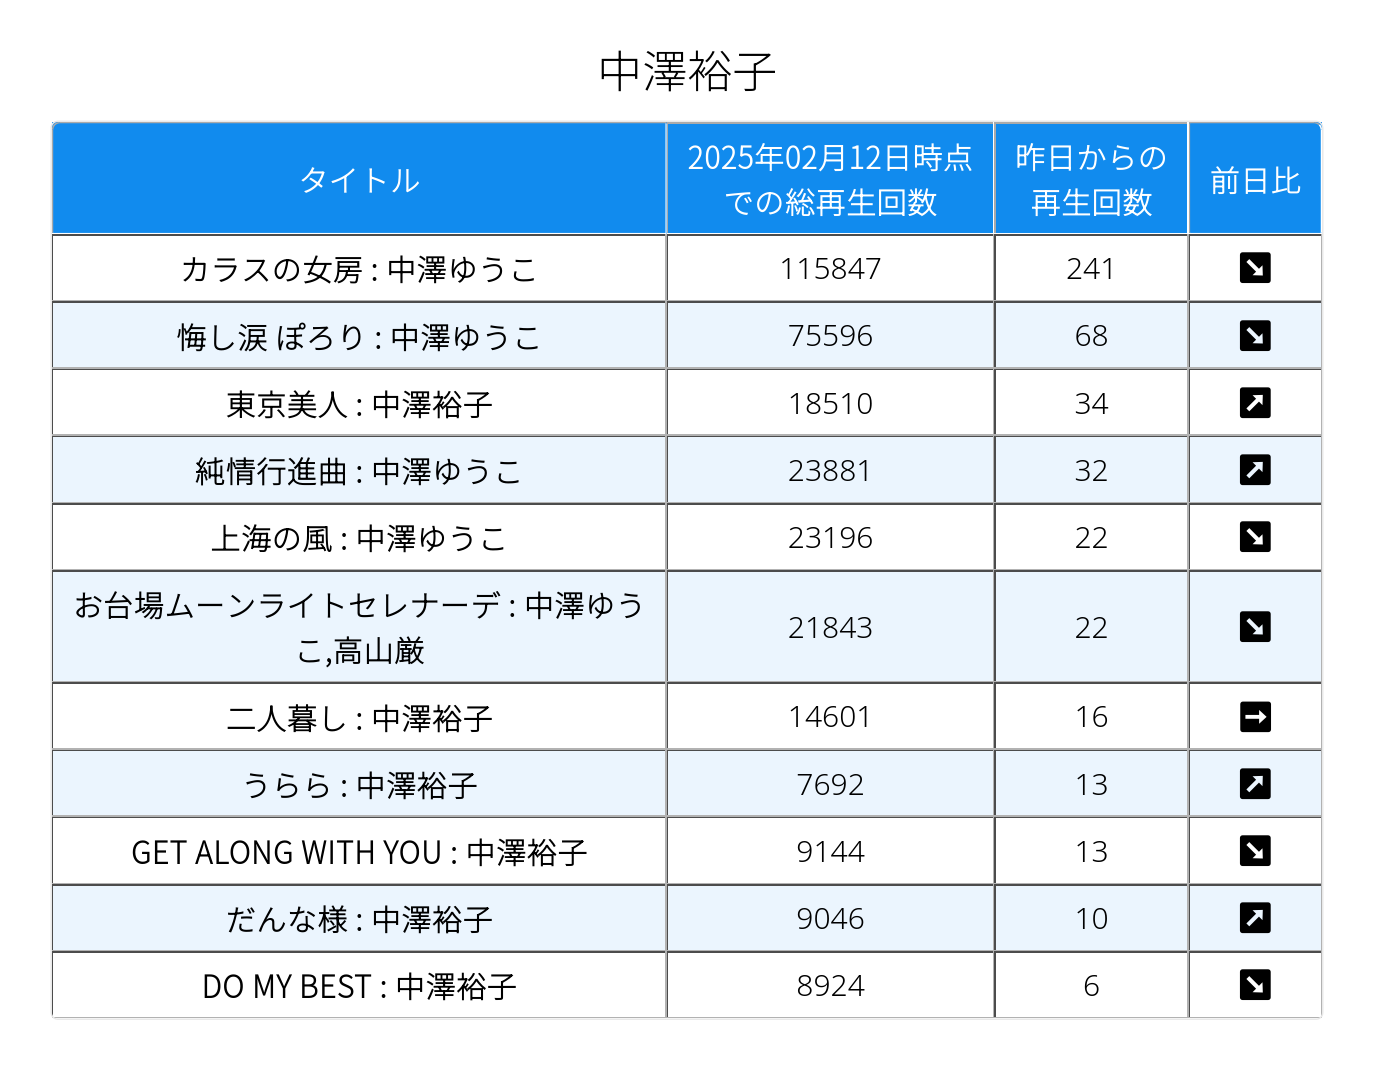 中澤裕子
タイトル
2025年02月12日時点
での総再生回数
昨日からの
再生回数
前日比
カラスの女房 : 中澤ゆうこ 115847 241 ↘
悔し涙 ぽろり : 中澤ゆうこ 75596 68 ↘
東京美人 : 中澤裕子 18510 34 ↗
純情行進曲 : 中澤ゆうこ 23881 32 ↗
上海の風 : 中澤ゆうこ 23196 22 ↘
お台場ムーンライトセレナーデ : 中澤ゆう
こ,高山厳 21843 22 ↘
二人暮し : 中澤裕子 14601 16 →
うらら : 中澤裕子 7692 13 ↗
GET ALONG WITH YOU : 中澤裕子 9144 13 ↘
だんな様 : 中澤裕子 9046 10 ↗
DO MY BEST : 中澤裕子 8924 6 ↘